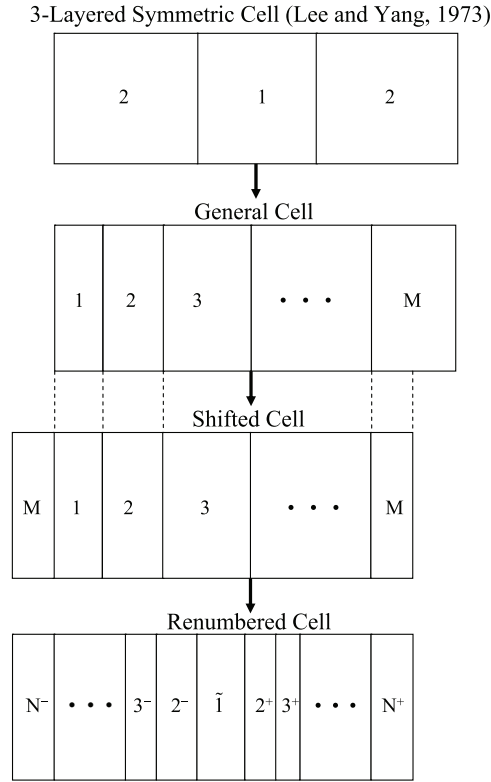 3-Layered Symmetric Cell (Lee and Yang, 1973)
2 1 2
General Cell
1 2 3 • • • M
Shifted Cell
M 1 2 3 • • • M
Renumbered Cell
N⁻ • • • 3⁻ 2⁻ 1̃ 2⁺ 3⁺ • • • N⁺